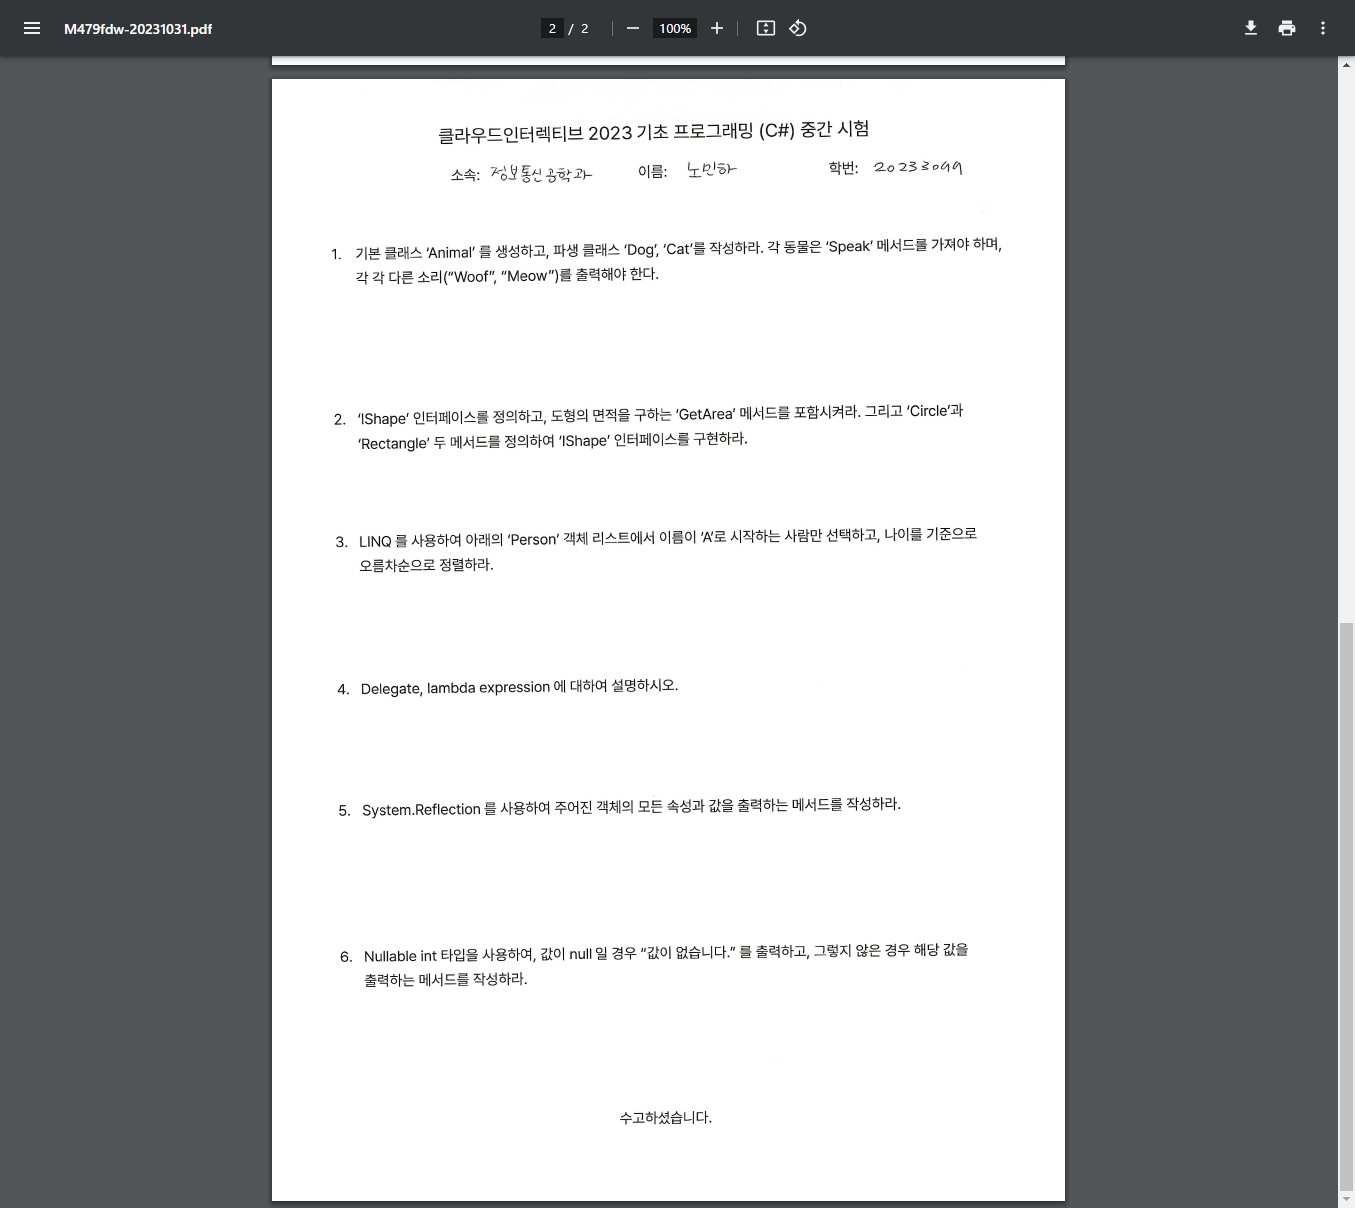 M479fdw-20231031.pdf
2 / 2
100%
클라우드인터렉티브 2023 기초 프로그래밍 (C#) 중간 시험
소속: 정보통신공학과 이름: 노민하 학번: 20233099
1. 기본 클래스 ‘Animal’ 를 생성하고, 파생 클래스 ‘Dog’, ‘Cat’를 작성하라. 각 동물은 ‘Speak’ 메서드를 가져야 하며,
각 각 다른 소리(“Woof”, “Meow”)를 출력해야 한다.
2. ‘IShape’ 인터페이스를 정의하고, 도형의 면적을 구하는 ‘GetArea’ 메서드를 포함시켜라. 그리고 ‘Circle’과
‘Rectangle’ 두 메서드를 정의하여 ‘IShape’ 인터페이스를 구현하라.
3. LINQ 를 사용하여 아래의 ‘Person’ 객체 리스트에서 이름이 ‘A’로 시작하는 사람만 선택하고, 나이를 기준으로
오름차순으로 정렬하라.
4. Delegate, lambda expression 에 대하여 설명하시오.
5. System.Reflection 를 사용하여 주어진 객체의 모든 속성과 값을 출력하는 메서드를 작성하라.
6. Nullable int 타입을 사용하여, 값이 null 일 경우 “값이 없습니다.” 를 출력하고, 그렇지 않은 경우 해당 값을
출력하는 메서드를 작성하라.
수고하셨습니다.